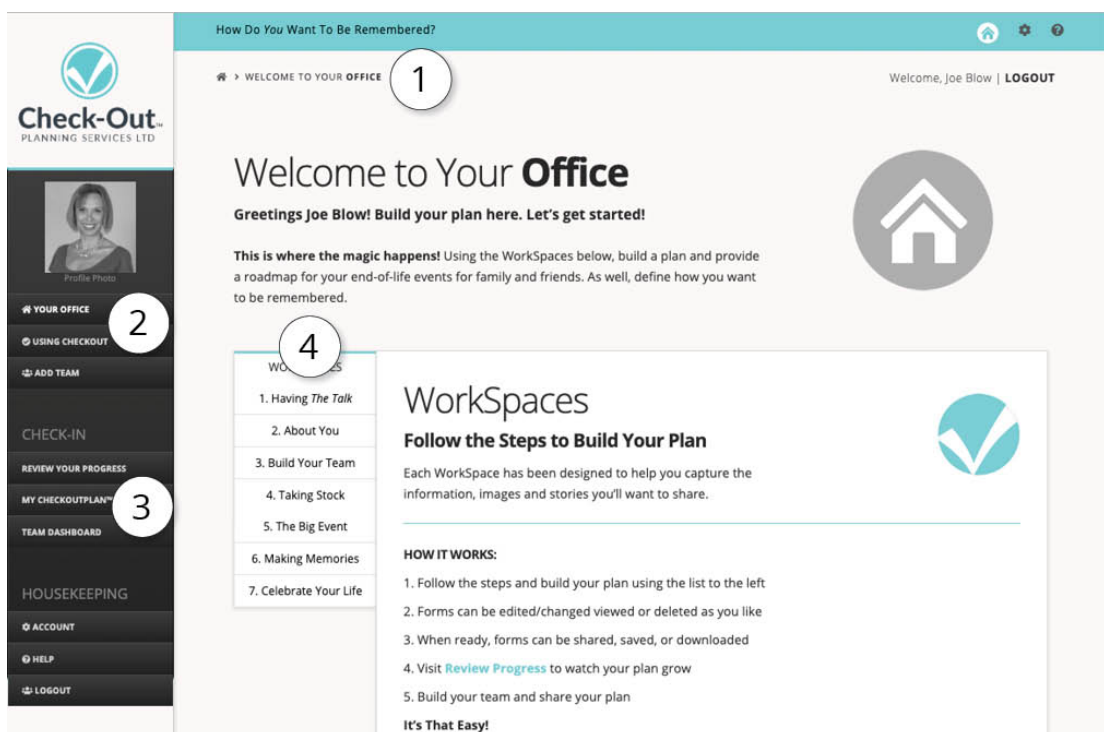 How Do You Want To Be Remembered?
> WELCOME TO YOUR OFFICE
1
Welcome, Joe Blow | LOGOUT
Check-Out™
PLANNING SERVICES LTD
Profile Photo
YOUR OFFICE
2
USING CHECKOUT
ADD TEAM
CHECK-IN
REVIEW YOUR PROGRESS
MY CHECKOUTPLAN™
3
TEAM DASHBOARD
HOUSEKEEPING
ACCOUNT
HELP
LOGOUT
Welcome to Your Office
Greetings Joe Blow! Build your plan here. Let's get started!
This is where the magic happens! Using the WorkSpaces below, build a plan and provide
a roadmap for your end-of-life events for family and friends. As well, define how you want
to be remembered.
4
1. Having The Talk
2. About You
3. Build Your Team
4. Taking Stock
5. The Big Event
6. Making Memories
7. Celebrate Your Life
WorkSpaces
Follow the Steps to Build Your Plan
Each WorkSpace has been designed to help you capture the
information, images and stories you'll want to share.
HOW IT WORKS:
1. Follow the steps and build your plan using the list to the left
2. Forms can be edited/changed viewed or deleted as you like
3. When ready, forms can be shared, saved, or downloaded
4. Visit Review Progress to watch your plan grow
5. Build your team and share your plan
It's That Easy!